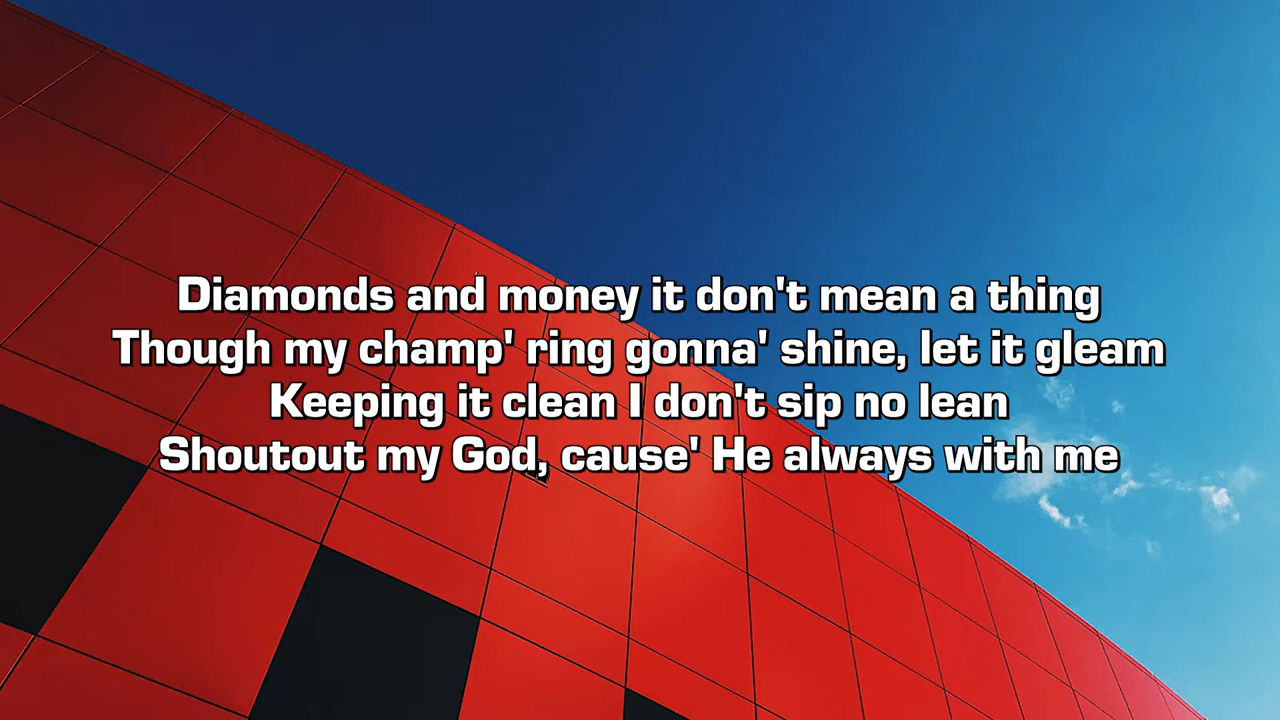 Diamonds and money it don't mean a thing
Though my champ' ring gonna' shine, let it gleam
Keeping it clean I don't sip no lean
Shoutout my God, cause' He always with me